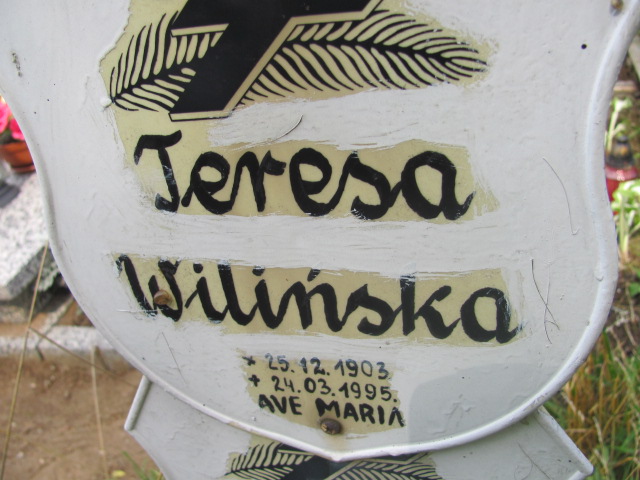 Teresa
Wilińska
* 25.12.1903
+ 24.03.1995.
AVE MARIA